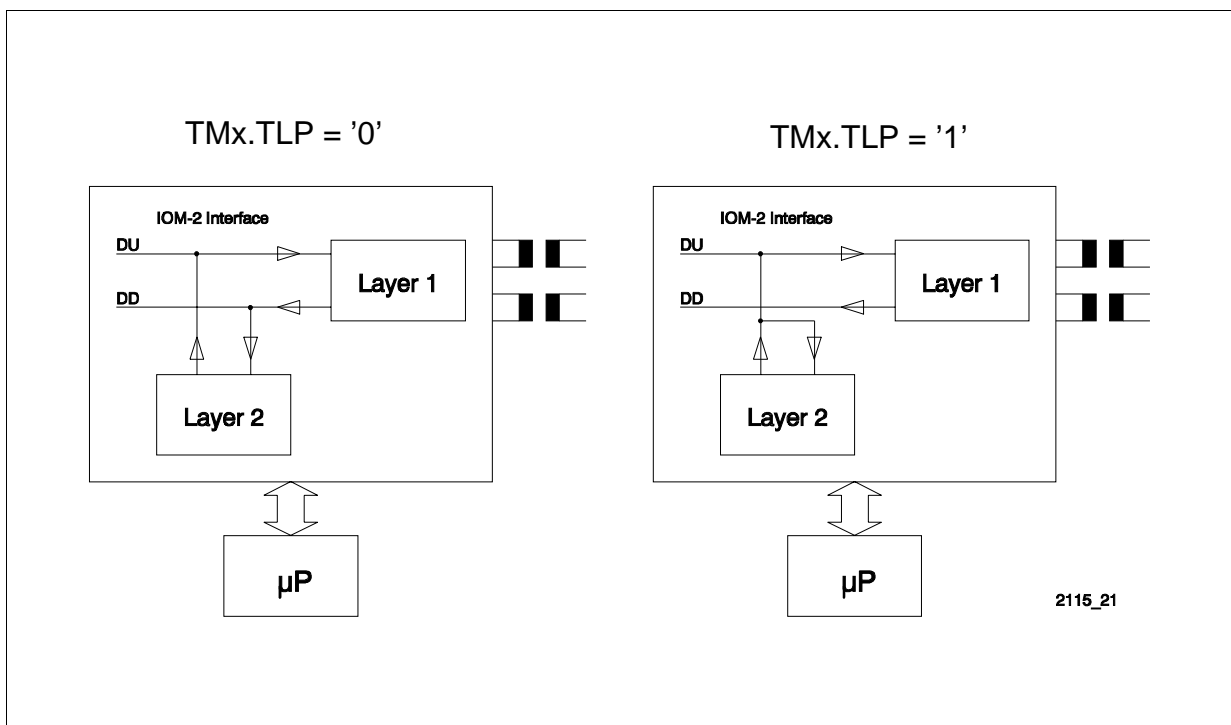 TMx.TLP = ’0’
IOM-2 Interface
DU
DD
Layer 1
Layer 2
µP
TMx.TLP = ’1’
IOM-2 Interface
DU
DD
Layer 1
Layer 2
µP
2115_21